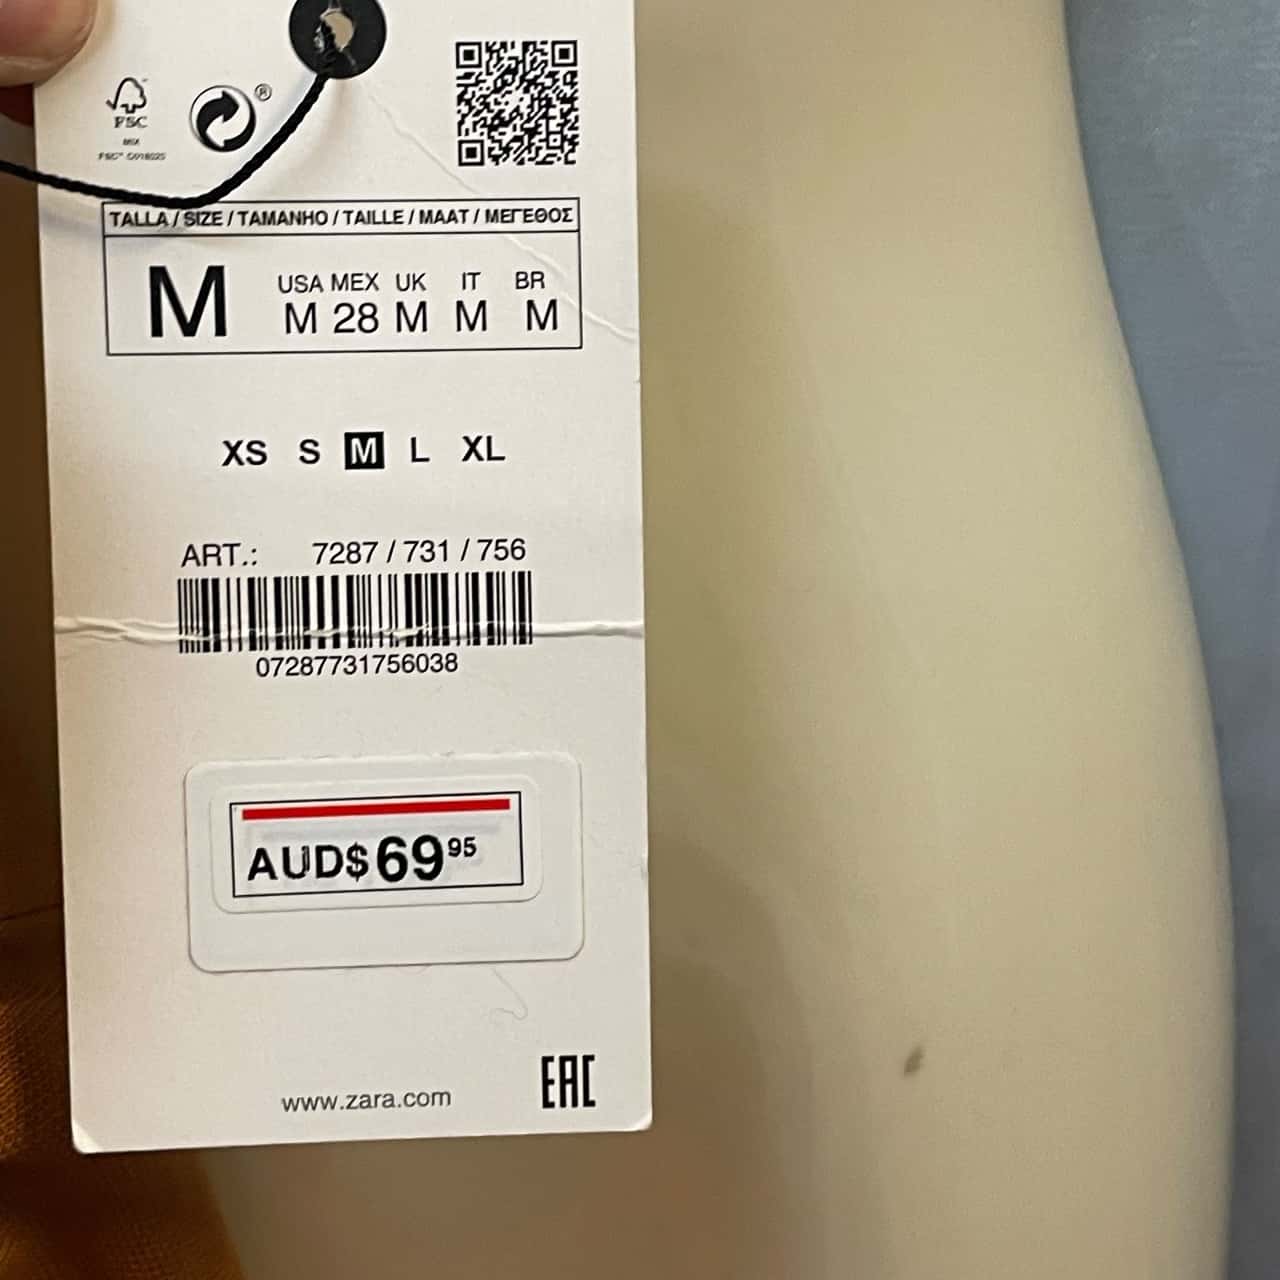 FSC
MIX
FSC™ C018025
®
TALLA / SIZE / TAMANHO / TAILLE / MAAT / ΜΕΓΕΘΟΣ
M
USA MEX UK IT BR
M 28 M M M
XS S M L XL
ART.: 7287 / 731 / 756
07287731756038
AUD$ 69 95
www.zara.com
EAC